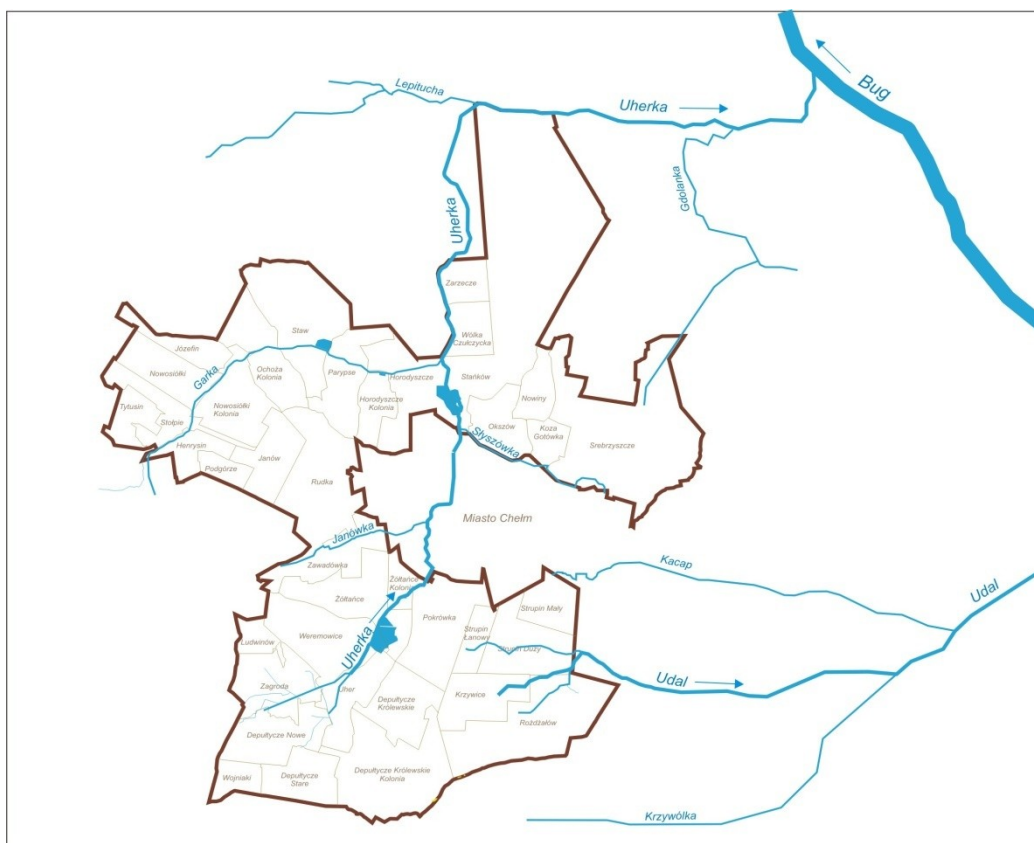 Lepitucha
Uherka
Bug
Gdolanka
Uherka
Zarzecze
Wólka
Czułczycka
Staw
Józefin
Garka
Ochoża
Kolonia
Parypse
Horodyszcze
Stańków
Nowosiółki
Nowiny
Tytusin
Nowosiółki
Kolonia
Horodyszcze
Kolonia
Stołpie
Okszów
Koza
Gotówka
Słyszówka
Srebrzyszcze
Henrysin
Janów
Podgórze
Rudka
Miasto Chełm
Janówka
Zawadówka
Kacap
Żółtańce
Kolonia
Żółtańce
Udal
Pokrówka
Strupin Mały
Strupin
Łanowy
Weremowice
Uherka
Ludwinów
Strupin Duży
Udal
Zagroda
Uher
Krzywice
Depułtycze
Królewskie
Rożdżałów
Depułtycze Nowe
Wojniaki
Depułtycze
Stare
Depułtycze Królewskie
Kolonia
Krzywólka